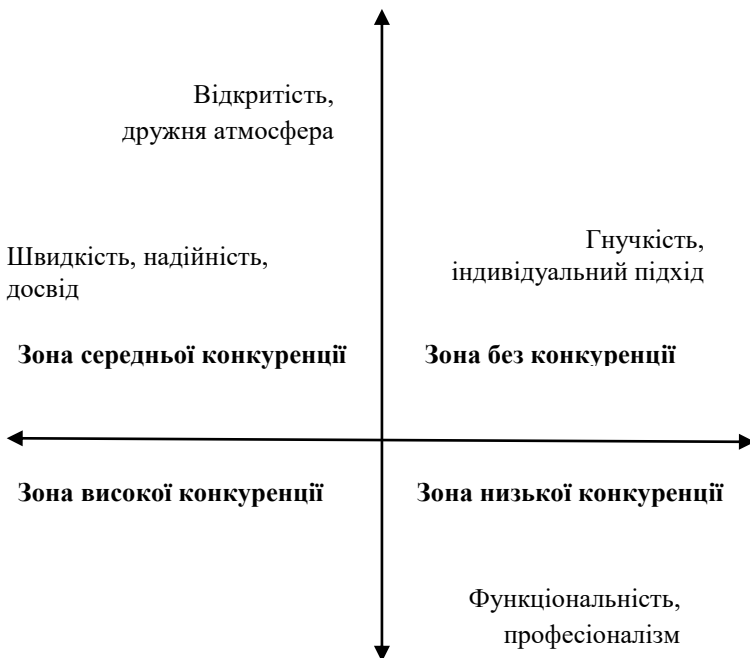 Відкритість,
дружня атмосфера
Швидкість, надійність,
досвід
Гнучкість,
індивідуальний підхід
Зона середньої конкуренції
Зона без конкуренції
Зона високої конкуренції
Зона низької конкуренції
Функціональність,
професіоналізм